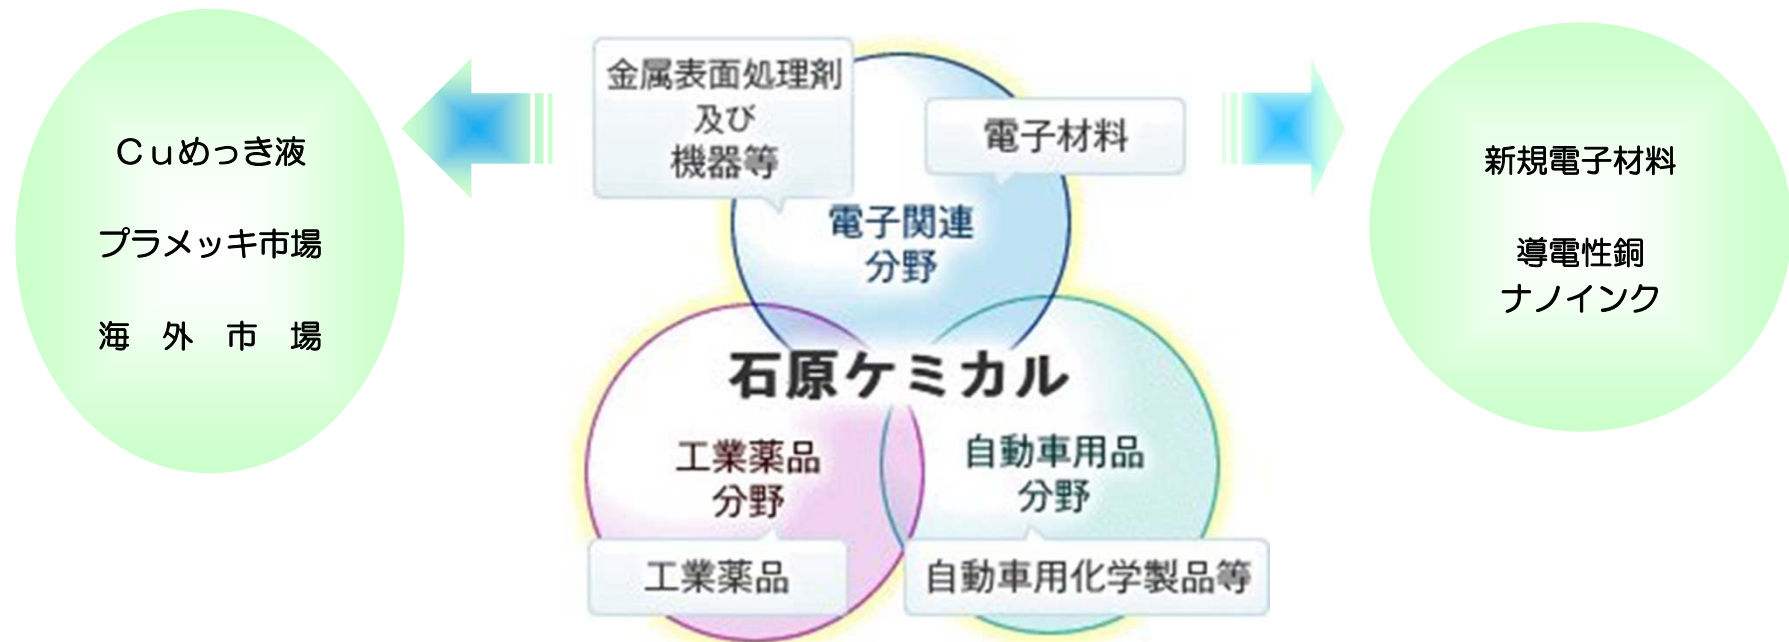 Ｃｕめっき液
プラメッキ市場
海　外　市　場
金属表面処理剤
及び
機器等
電子材料
電子関連
分野
石原ケミカル
工業薬品
分野
自動車用品
分野
工業薬品
自動車用化学製品等
新規電子材料
導電性銅
ナノインク